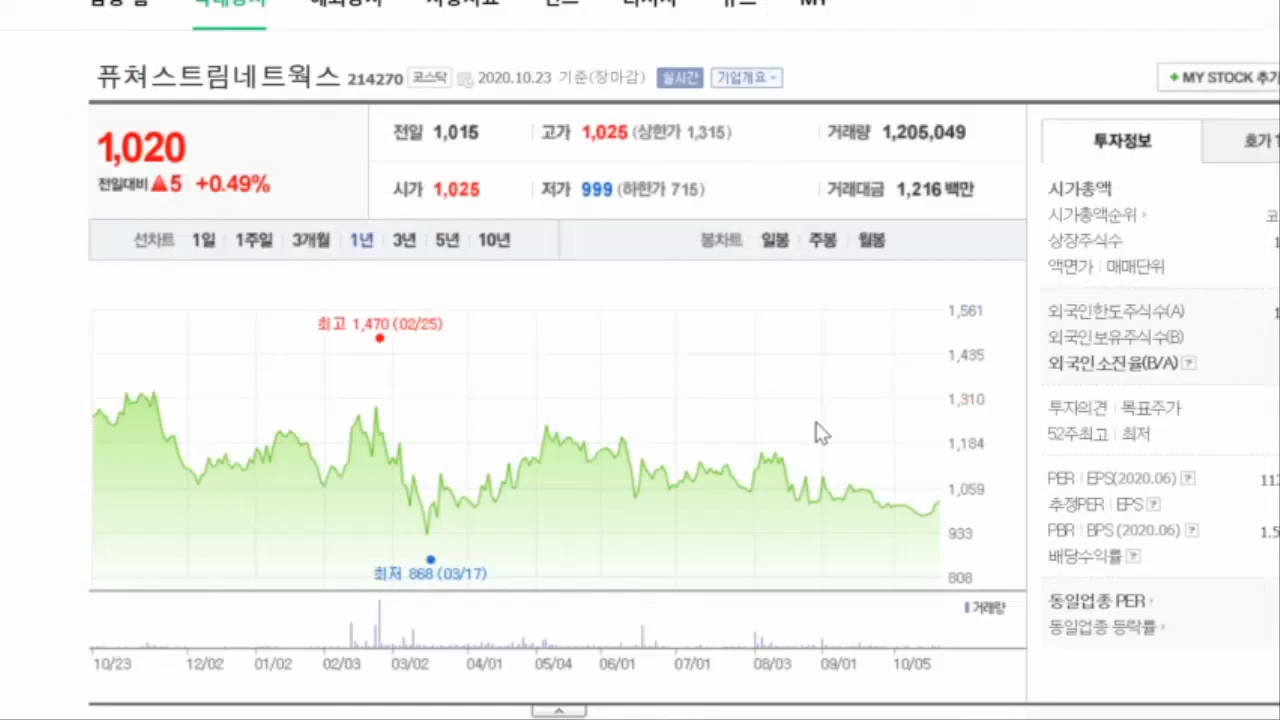 퓨쳐스트림네트웍스 214270 코스닥 2020.10.23 기준(장마감) 실시간 기업개요
MY STOCK 추가
1,020
전일대비 ▲5 +0.49%
전일 1,015 고가 1,025 (상한가 1,315) 거래량 1,205,049
시가 1,025 저가 999 (하한가 715) 거래대금 1,216 백만
선차트 1일 1주일 3개월 1년 3년 5년 10년 봉차트 일봉 주봉 월봉
최고 1,470 (02/25)
최저 868 (03/17)
1,561
1,435
1,310
1,184
1,059
933
808
거래량
10/23 12/02 01/02 02/03 03/02 04/01 05/04 06/01 07/01 08/03 09/01 10/05
투자정보 호가
시가총액
시가총액순위
상장주식수
액면가 매매단위
외국인한도주식수(A)
외국인보유주식수(B)
외국인소진율(B/A) ?
투자의견 목표주가
52주최고 최저
PER EPS(2020.06) ?
추정PER EPS ?
PBR BPS (2020.06) ? 1.5
배당수익률 ?
동일업종 PER
동일업종 등락률